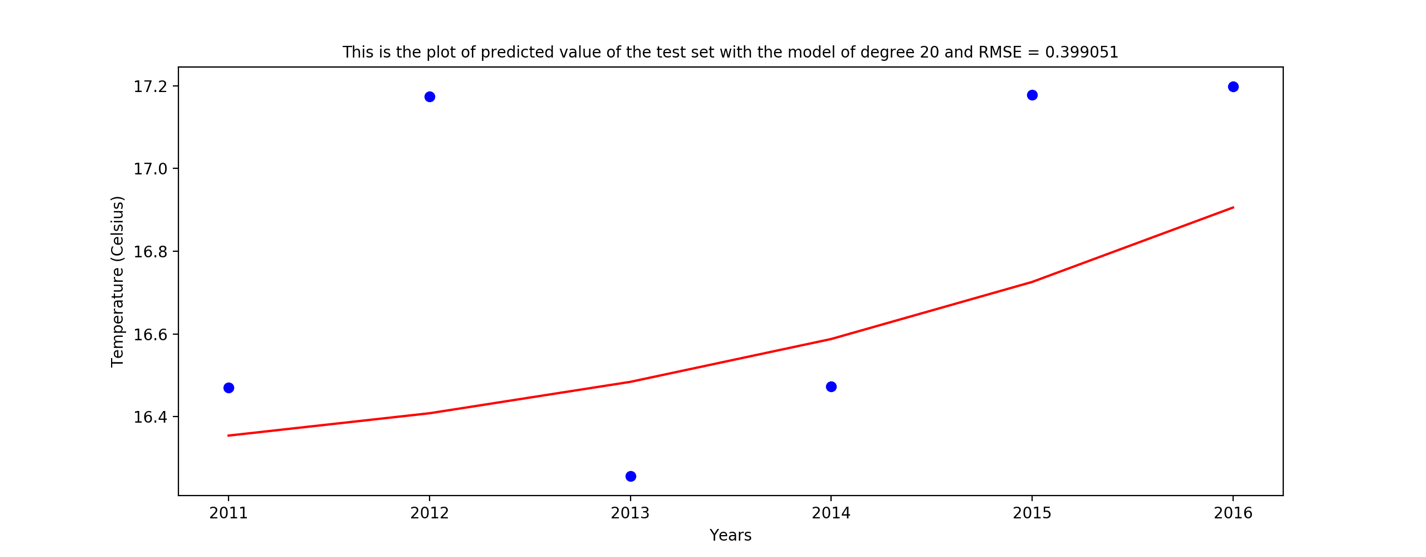 This is the plot of predicted value of the test set with the model of degree 20 and RMSE = 0.399051
17.2
17.0
16.8
16.6
16.4
Temperature (Celsius)
2011 2012 2013 2014 2015 2016
Years